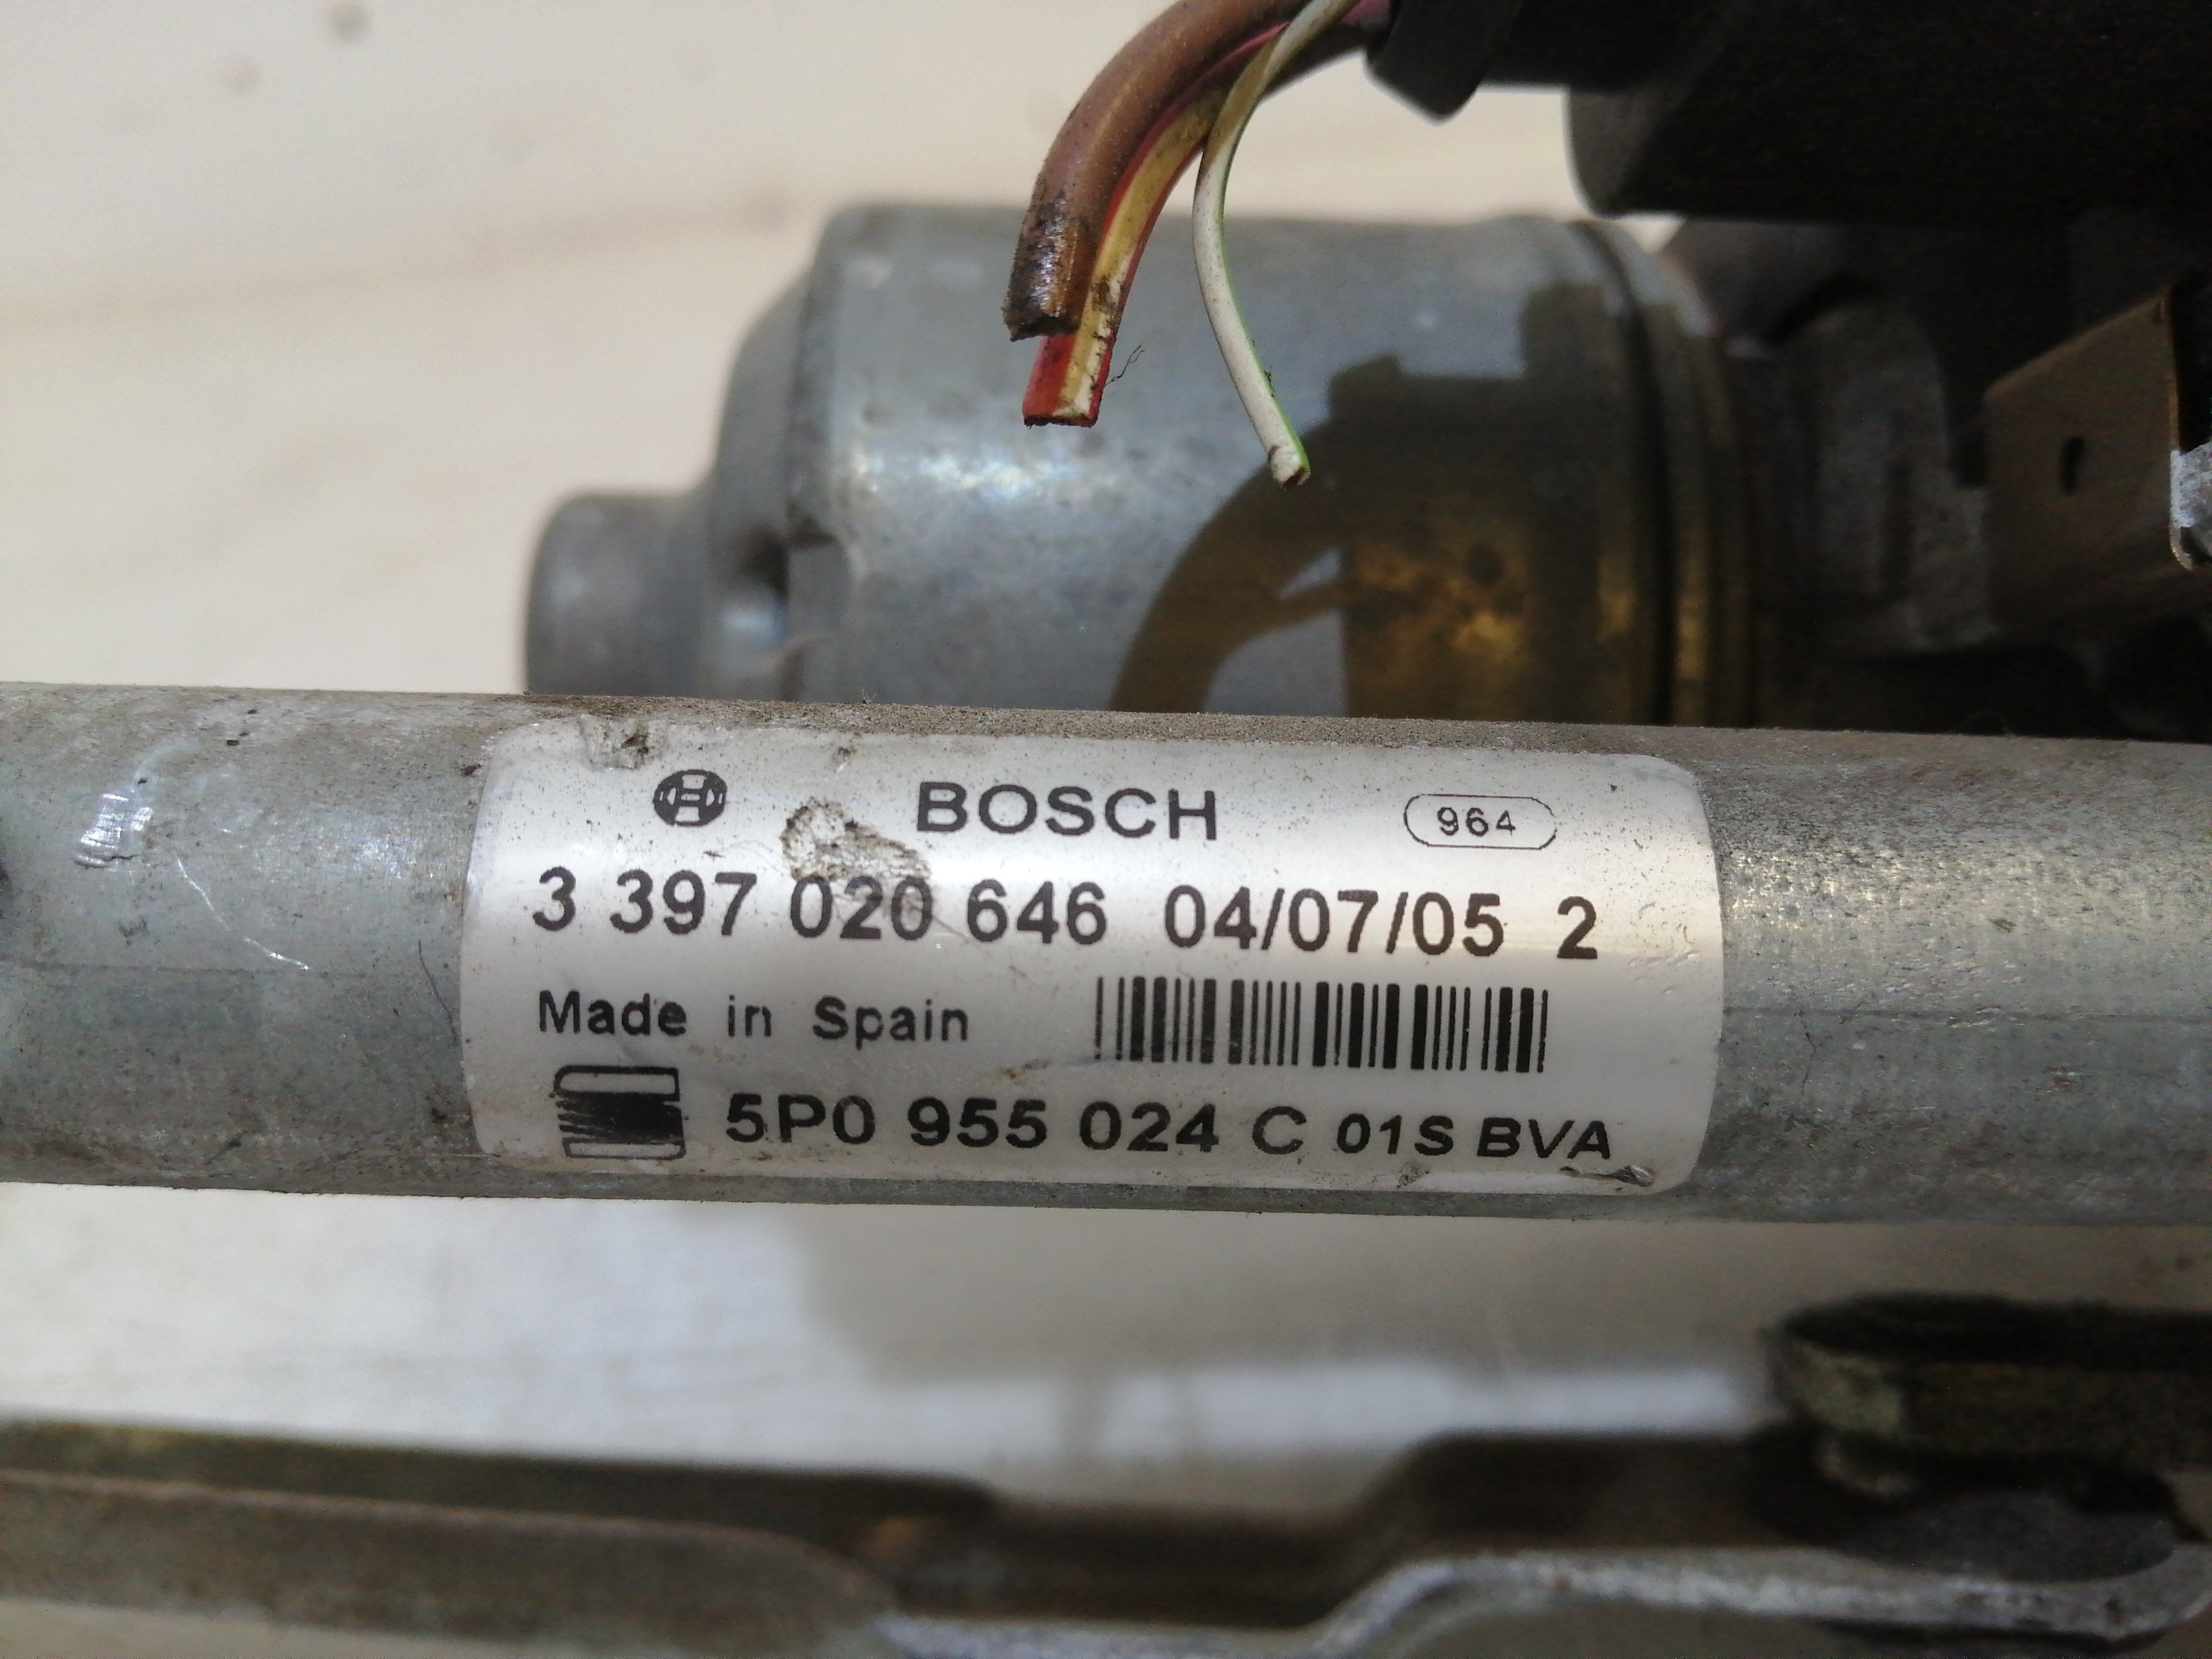 BOSCH 964
3 397 020 646 04/07/05 2
Made in Spain
5P0 955 024 C 01S BVA